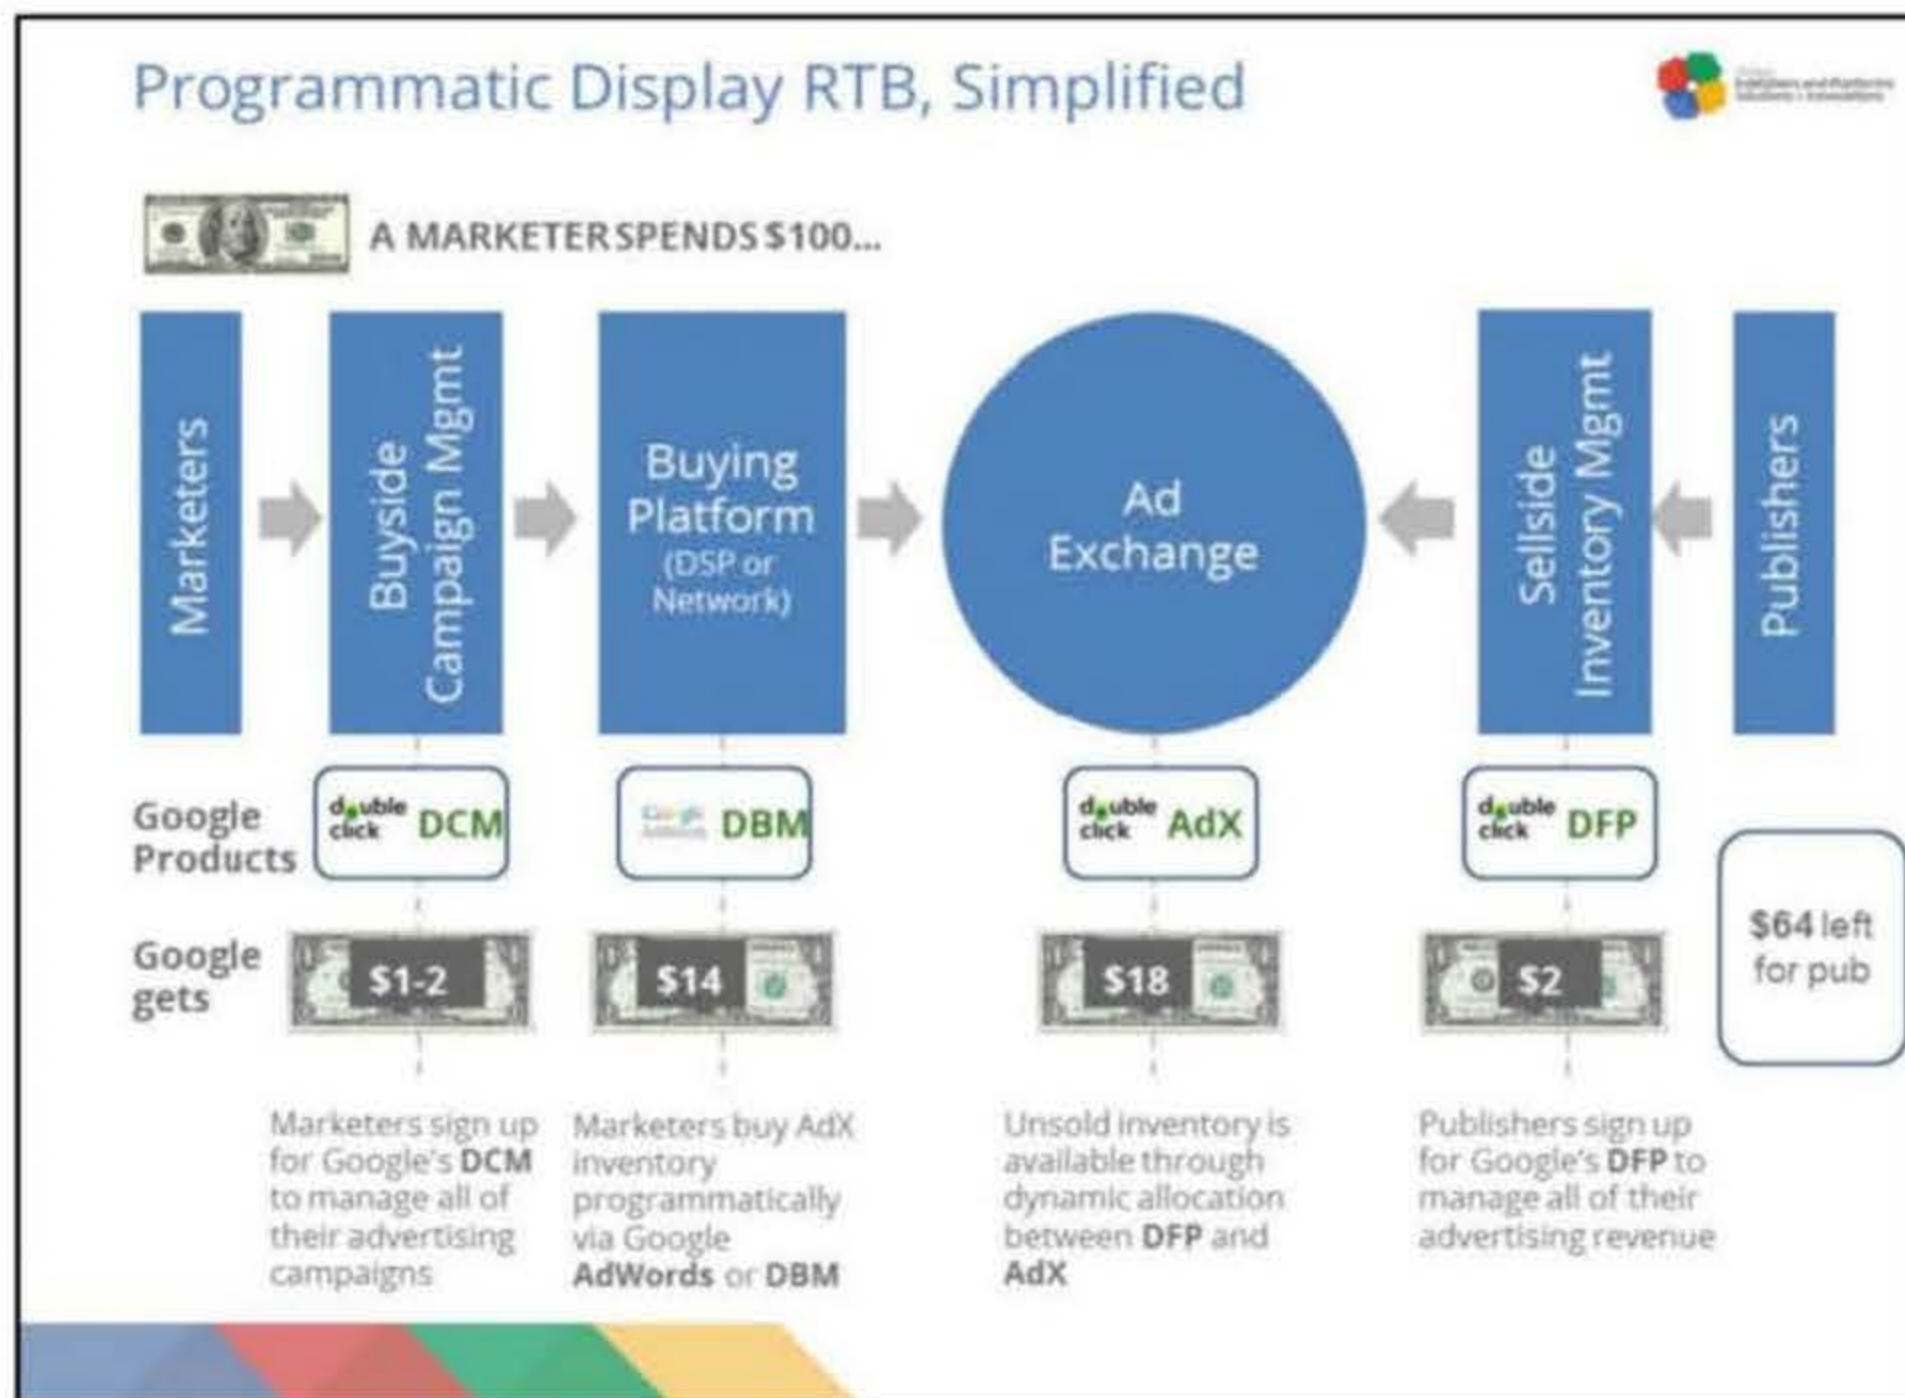 Programmatic Display RTB, Simplified
A MARKETER SPENDS $100...
Marketers
Buyside
Campaign Mgmt
Buying
Platform
(DSP or
Network)
Ad
Exchange
Sellside
Inventory Mgmt
Publishers
Google
Products
double
click DCM
DBM
double
click AdX
double
click DFP
Google
gets
$1-2
$14
$18
$2
$64 left
for pub
Marketers sign up
for Google's DCM
to manage all of
their advertising
campaigns
Marketers buy AdX
inventory
programmatically
via Google
AdWords or DBM
Unsold inventory is
available through
dynamic allocation
between DFP and
AdX
Publishers sign up
for Google's DFP to
manage all of their
advertising revenue